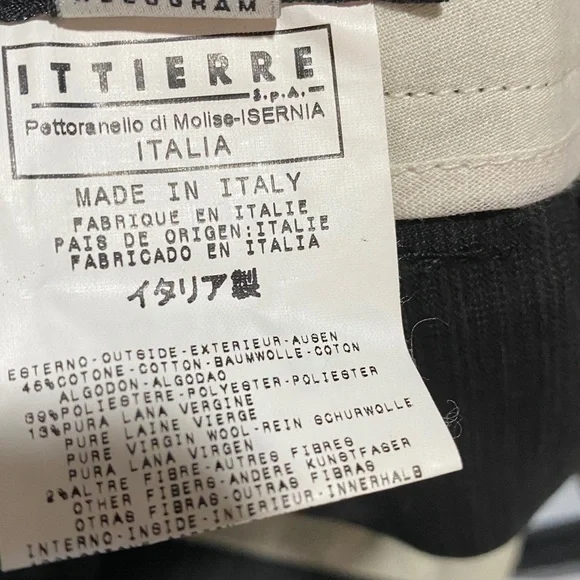 HOLOGRAM
ITTIERRE
S.p.A.
Pettoranello di Molise-ISERNIA
ITALIA
MADE IN ITALY
FABRIQUE EN ITALIE
PAIS DE ORIGEN:ITALIE
FABRICADO EN ITALIA
イタリア製
ESTERNO-OUTSIDE-EXTERIEUR-AUSEN
46%COTONE-COTTON-BAUMWOLLE-COTON
ALGODON-ALGODAO
39%POLIESTERE-POLYESTER-POLIESTER
13%PURA LANA VERGINE
PURE LAINE VIERGE
PURE VIRGIN WOOL-REIN SCHURWOLLE
PURA LANA VIRGEN
2%ALTRE FIBRE-AUTRES FIBRES
OTHER FIBERS-ANDERE KUNSTFASER
OTRAS FIBRAS-OUTRAS FIBRAS
INTERNO-INSIDE-INTERIEUR-INNERHALB